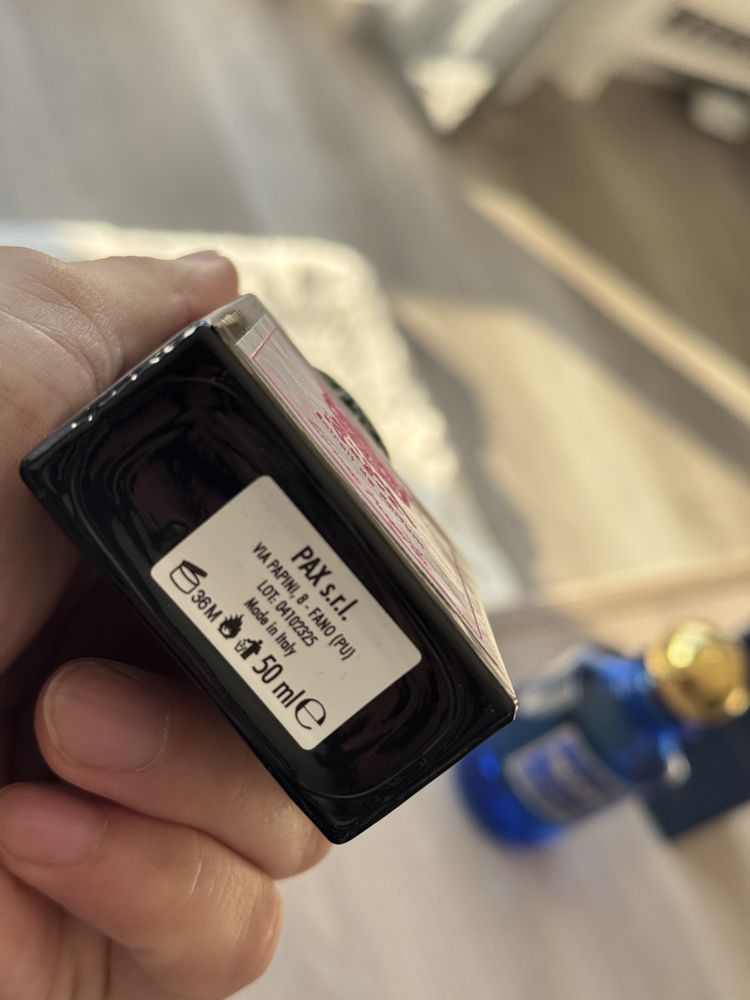 PAX s.r.l.
VIA PAPINI, 8 - FANO (PU)
LOT: 04102325
Made in Italy
36M 50 ml ℮